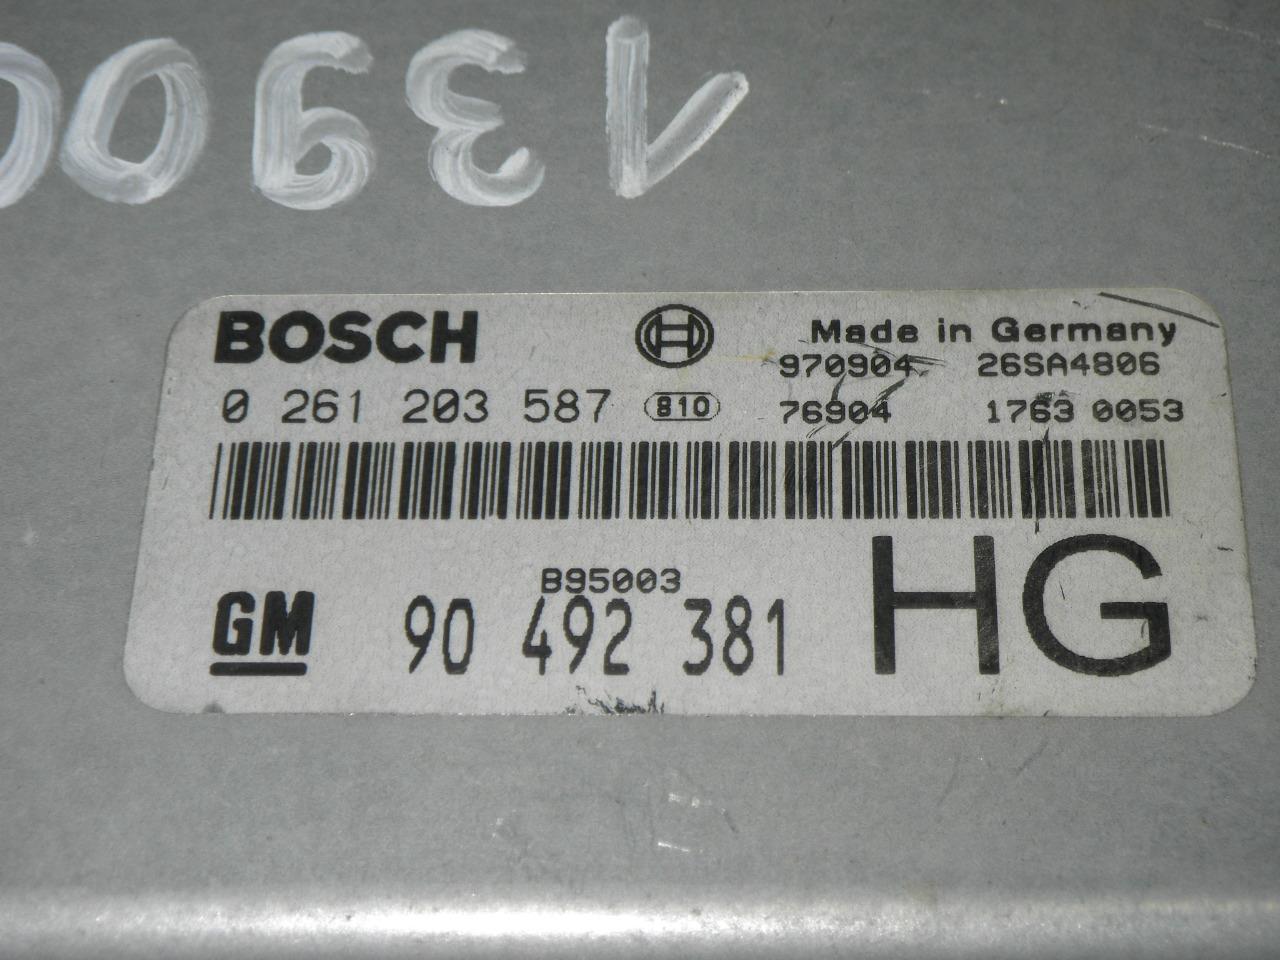 13900
BOSCH
Made in Germany
970904 26SA4806
0 261 203 587 810 76904 1763 0053
B95003
GM 90 492 381 HG